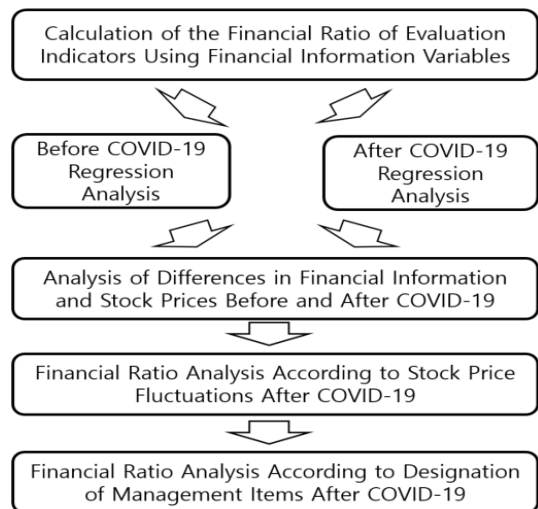 Calculation of the Financial Ratio of Evaluation
Indicators Using Financial Information Variables
Before COVID-19
Regression
Analysis
After COVID-19
Regression
Analysis
Analysis of Differences in Financial Information
and Stock Prices Before and After COVID-19
Financial Ratio Analysis According to Stock Price
Fluctuations After COVID-19
Financial Ratio Analysis According to Designation
of Management Items After COVID-19